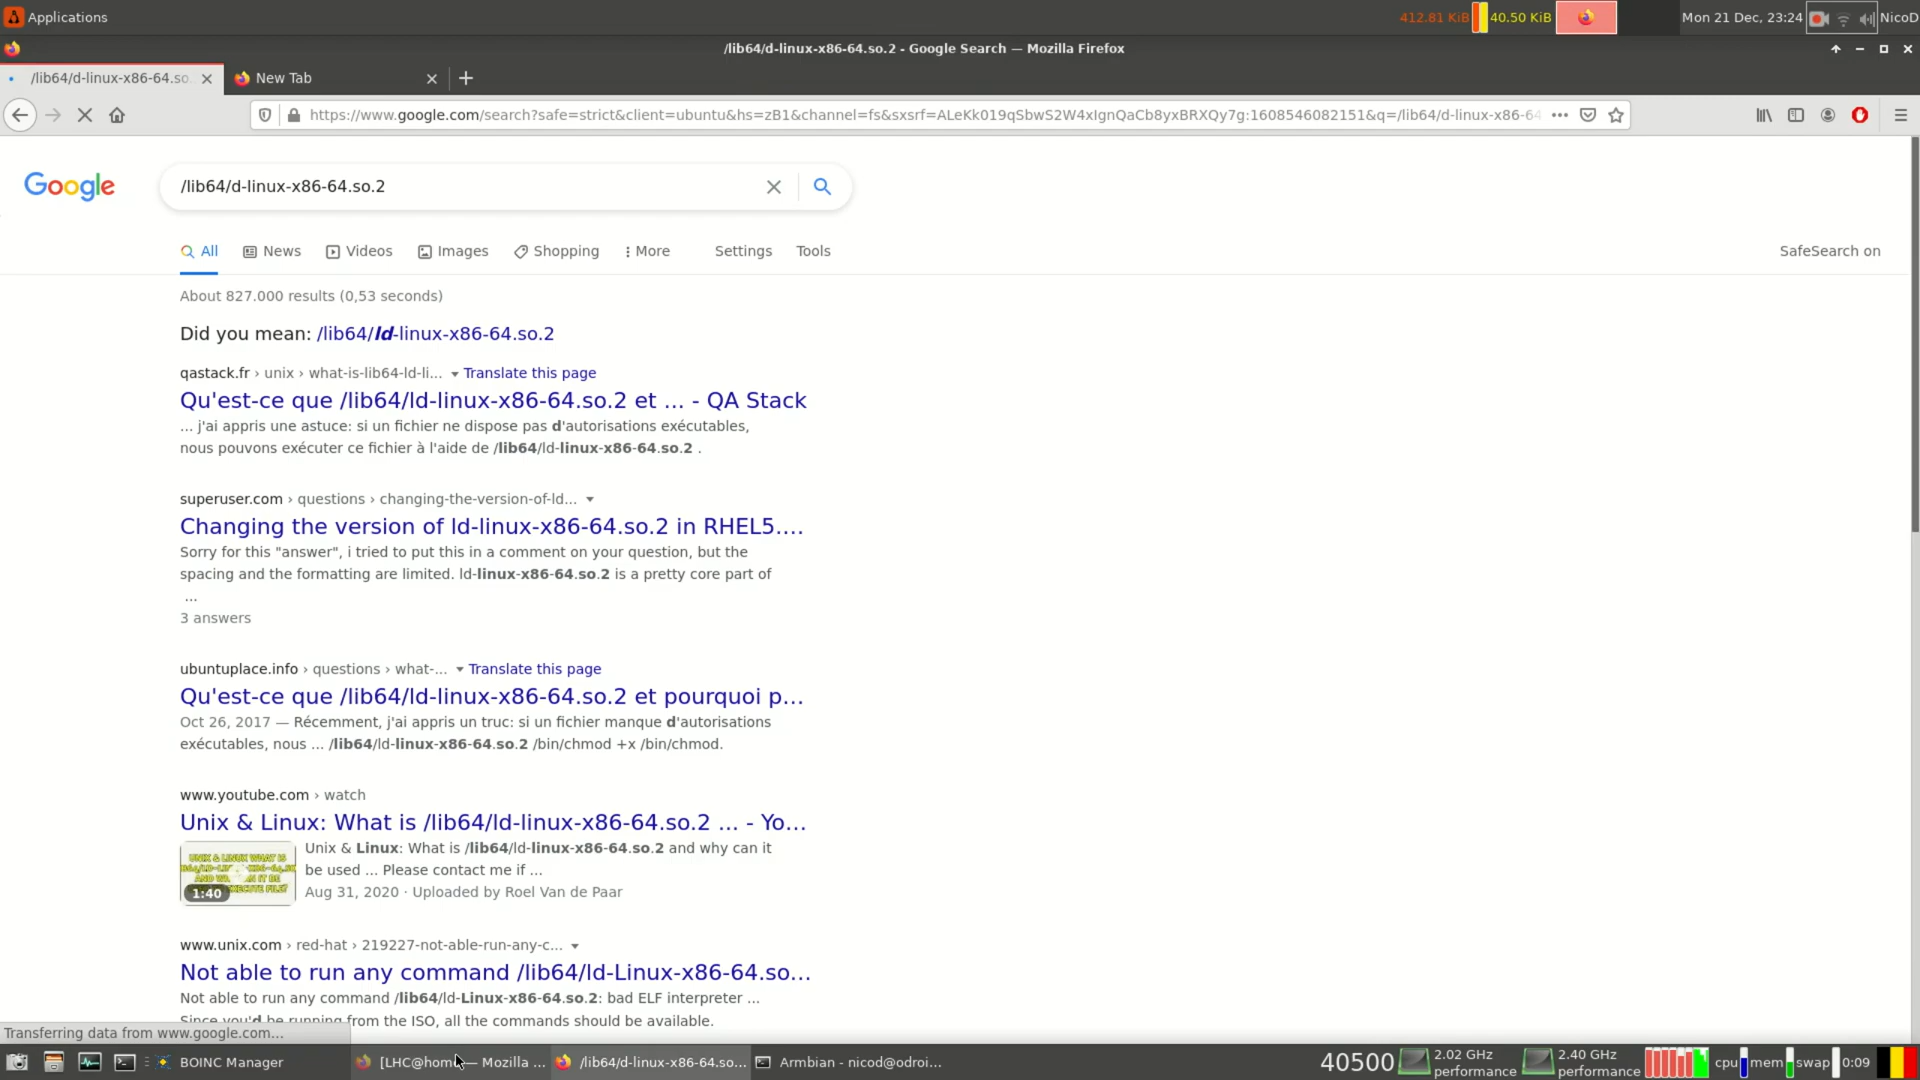 Applications
412.81 KiB 40.50 KiB Mon 21 Dec, 23:24 NicoD
/lib64/d-linux-x86-64.so.2 - Google Search — Mozilla Firefox
/lib64/d-linux-x86-64.so. New Tab
https://www.google.com/search?safe=strict&client=ubuntu&hs=zB1&channel=fs&sxsrf=ALeKk019qSbwS2W4xIgnQaCb8yxBRXQy7g:1608546082151&q=/lib64/d-linux-x86-64
Google /lib64/d-linux-x86-64.so.2
All News Videos Images Shopping More Settings Tools SafeSearch on
About 827.000 results (0,53 seconds)
Did you mean: /lib64/ld-linux-x86-64.so.2
qastack.fr › unix › what-is-lib64-ld-li... Translate this page
Qu'est-ce que /lib64/ld-linux-x86-64.so.2 et ... - QA Stack
... j'ai appris une astuce: si un fichier ne dispose pas d'autorisations exécutables,
nous pouvons exécuter ce fichier à l'aide de /lib64/ld-linux-x86-64.so.2 .
superuser.com › questions › changing-the-version-of-ld...
Changing the version of ld-linux-x86-64.so.2 in RHEL5....
Sorry for this "answer", i tried to put this in a comment on your question, but the
spacing and the formatting are limited. ld-linux-x86-64.so.2 is a pretty core part of
...
3 answers
ubuntuplace.info › questions › what-... Translate this page
Qu'est-ce que /lib64/ld-linux-x86-64.so.2 et pourquoi p...
Oct 26, 2017 — Récemment, j'ai appris un truc: si un fichier manque d'autorisations
exécutables, nous ... /lib64/ld-linux-x86-64.so.2 /bin/chmod +x /bin/chmod.
www.youtube.com › watch
Unix & Linux: What is /lib64/ld-linux-x86-64.so.2 ... - Yo...
UNIX & LINUX WHAT IS
1:40
Unix & Linux: What is /lib64/ld-linux-x86-64.so.2 and why can it
be used ... Please contact me if ...
Aug 31, 2020 · Uploaded by Roel Van de Paar
www.unix.com › red-hat › 219227-not-able-run-any-c...
Not able to run any command /lib64/ld-Linux-x86-64.so...
Not able to run any command /lib64/ld-Linux-x86-64.so.2: bad ELF interpreter ...
Since you'd be running from the ISO, all the commands should be available.
Transferring data from www.google.com...
BOINC Manager [LHC@home — Mozilla ... /lib64/d-linux-x86-64.so... Armbian - nicod@odroi... 40500 2.02 GHz performance 2.40 GHz performance cpu mem swap 0:09